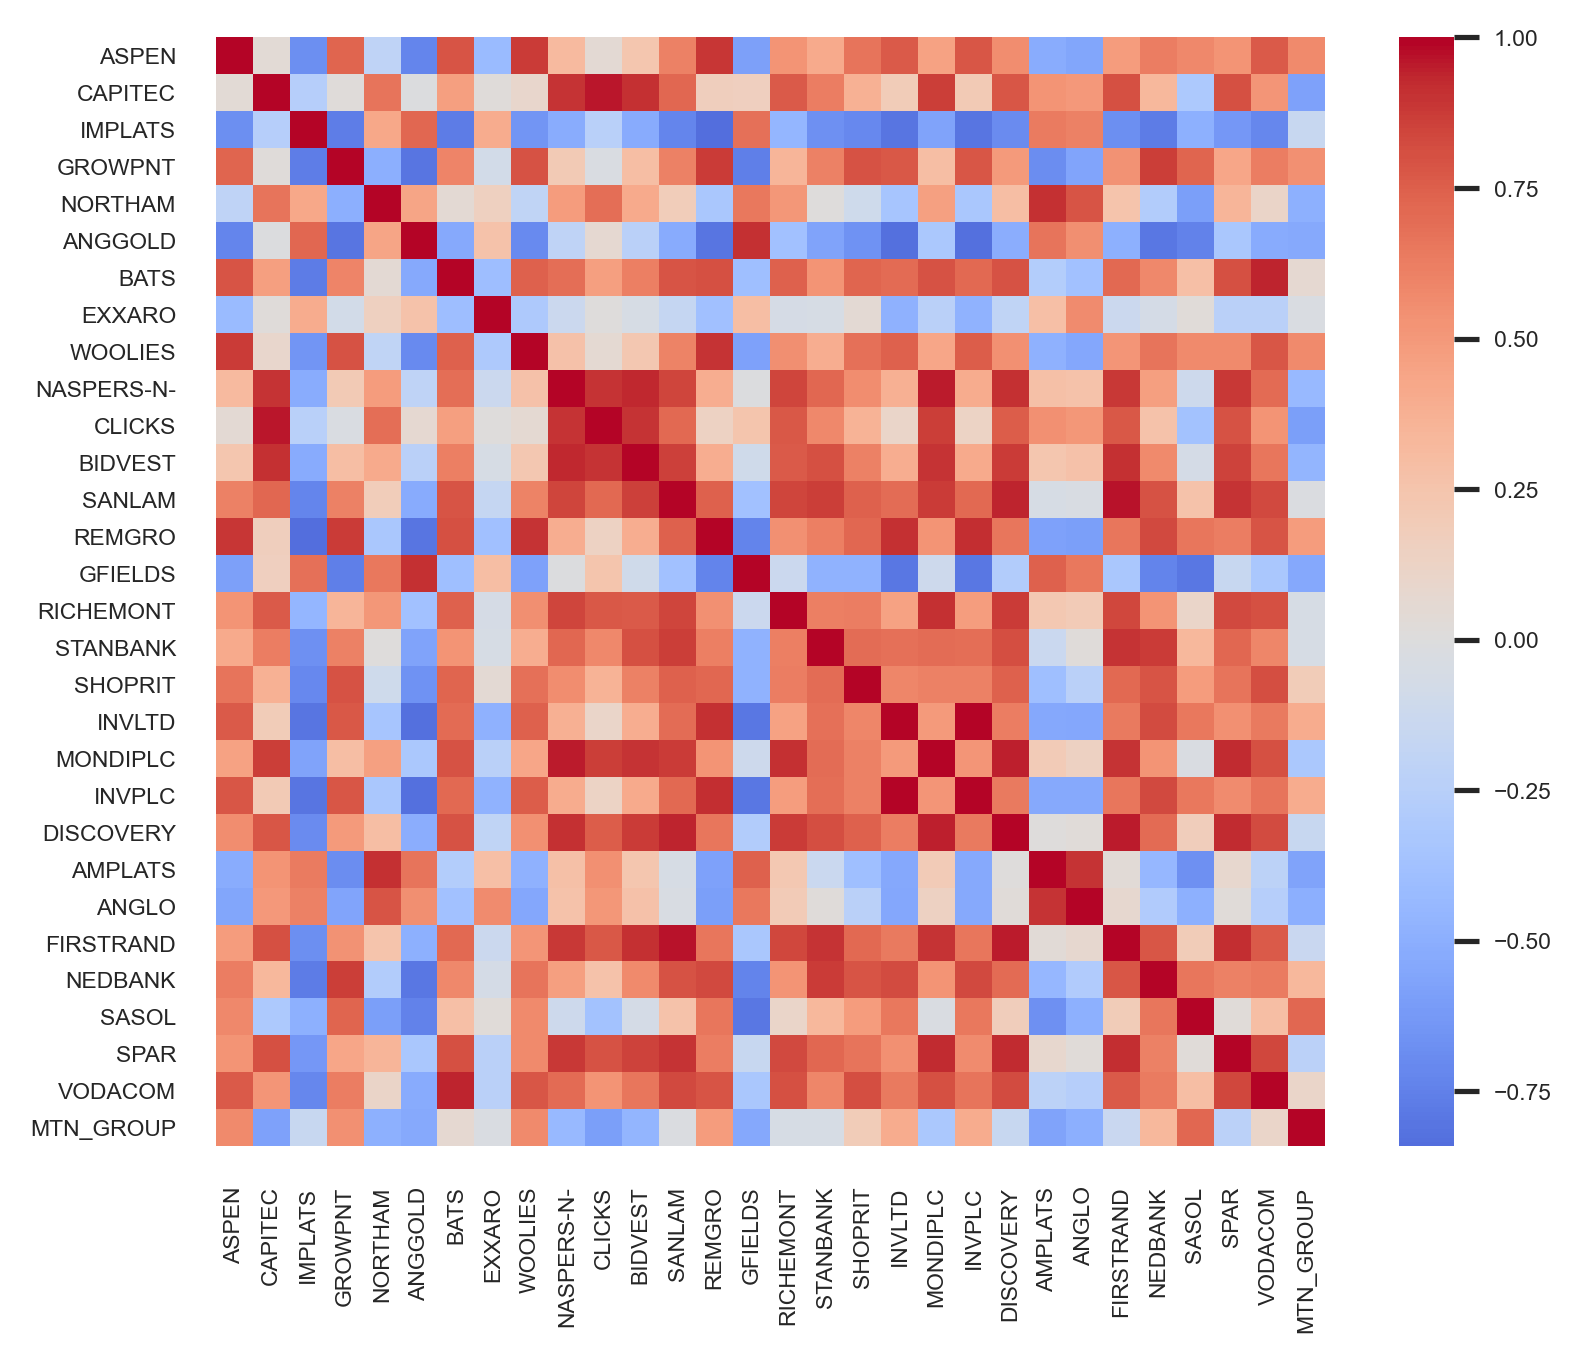 ASPEN
CAPITEC
IMPLATS
GROWPNT
NORTHAM
ANGGOLD
BATS
EXXARO
WOOLIES
NASPERS-N-
CLICKS
BIDVEST
SANLAM
REMGRO
GFIELDS
RICHEMONT
STANBANK
SHOPRIT
INVLTD
MONDIPLC
INVPLC
DISCOVERY
AMPLATS
ANGLO
FIRSTRAND
NEDBANK
SASOL
SPAR
VODACOM
MTN_GROUP
ASPEN
CAPITEC
IMPLATS
GROWPNT
NORTHAM
ANGGOLD
BATS
EXXARO
WOOLIES
NASPERS-N-
CLICKS
BIDVEST
SANLAM
REMGRO
GFIELDS
RICHEMONT
STANBANK
SHOPRIT
INVLTD
MONDIPLC
INVPLC
DISCOVERY
AMPLATS
ANGLO
FIRSTRAND
NEDBANK
SASOL
SPAR
VODACOM
MTN_GROUP
1.00
0.75
0.50
0.25
0.00
−0.25
−0.50
−0.75